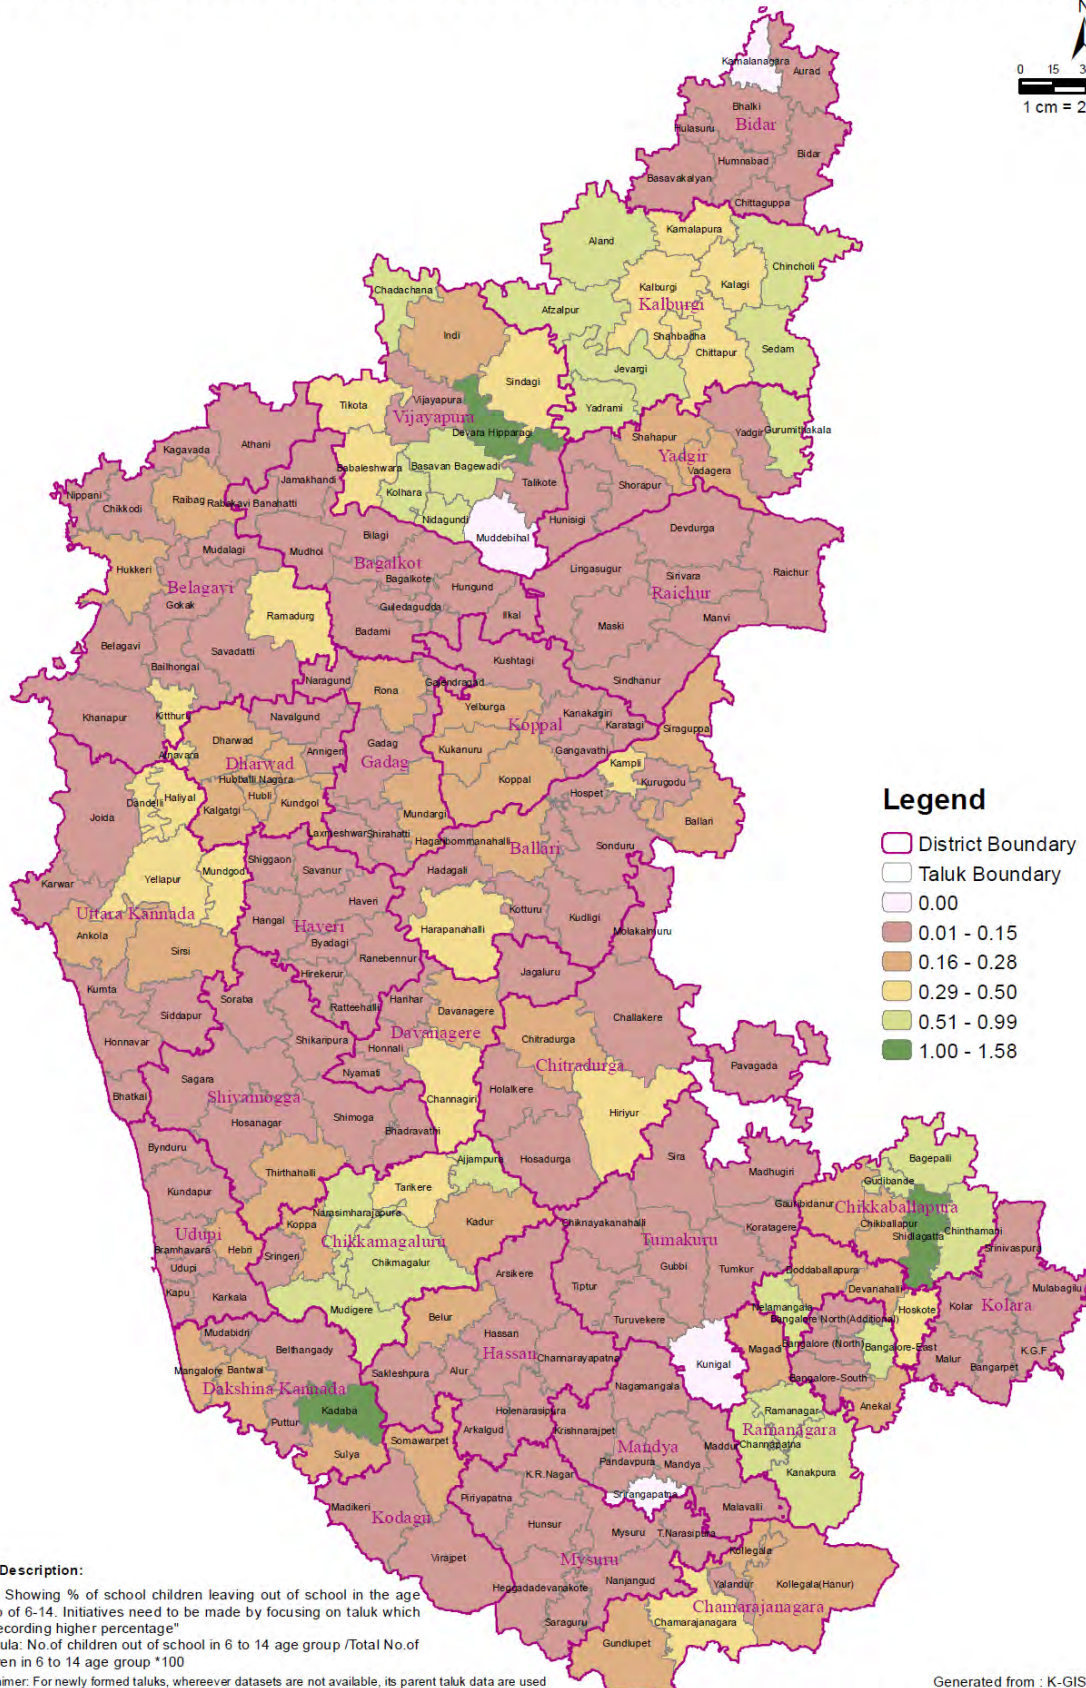 N
0 15 3
1 cm = 2
Kamalanagara
Aurad
Bhalki
Hulasuru
Bidar
Humnabad
Bidar
Basavakalyan
Chittaguppa
Aland
Kamalapura
Chincholi
Chadachana
Kalburgi
Kalagi
Afzalpur
Kalburgi
Indi
Shahbadha
Chittapur
Sedam
Sindagi
Jevargi
Tikota
Vijayapura
Yadrami
Vijayapura
Devara Hipparagi
Shahapur
Yadgir
Gurumithakala
Athani
Kagavada
Yadgir
Babaleshwara
Basavan Bagewadi
Vadagera
Jamakhandi
Talikote
Shorapur
Nippani
Raibag
Rabakavi Banahatti
Kolhara
Chikkodi
Nidagundi
Hunisigi
Devdurga
Bilagi
Muddebihal
Mudalagi
Mudhol
Hukkeri
Bagalkot
Lingasugur
Raichur
Belagavi
Bagalkote
Hungund
Sirivara
Raichur
Gokak
Guledagudda
Ilkal
Ramadurg
Manvi
Badami
Maski
Belagavi
Savadatti
Bailhongal
Kushtagi
Naragund
Gajendragad
Sindhanur
Rona
Yelburga
Khanapur
Kitthur
Navalgund
Koppal
Kanakagiri
Karatagi
Siraguppa
Dharwad
Gadag
Alnavara
Annigeri
Kukanuru
Gangavathi
Dharwad
Gadag
Kampli
Hubballi Nagara
Koppal
Kurugodu
Dandelli
Haliyal
Hubli
Kundgol
Hospet
Joida
Kalgatgi
Mundargi
Ballari
Laxmeshwar
Shirahatti
Hagaribommanahalli
Ballari
Sonduru
Shiggaon
Savanur
Hadagali
Mundgod
Yellapur
Karwar
Haveri
Kotturu
Uttara Kannada
Hangal
Haveri
Kudligi
Harapanahalli
Molakalmuru
Ankola
Byadagi
Sirsi
Ranebennur
Hirekerur
Jagaluru
Kumta
Soraba
Ratteehalli
Harihar
Davanagere
Siddapur
Challakere
Honnavar
Shikaripura
Davanagere
Chitradurga
Honnali
Chitradurga
Pavagada
Nyamati
Sagara
Bhatkal
Shivamogga
Channagiri
Holalkere
Hiriyur
Hosanagar
Shimoga
Bhadravathi
Bynduru
Sira
Ajjampura
Hosadurga
Bagepalli
Thirthahalli
Madhugiri
Tarikere
Gudibande
Kundapur
Gauribidanur
Narasimharajapura
Kadur
Chikkaballapura
Koppa
Chiknayakanahalli
Koratagere
Chikballapur
Chinthamani
Udupi
Chikkamagaluru
Tumakuru
Shidlagatta
Bramhavara
Hebri
Sringeri
Srinivaspura
Udupi
Chikmagalur
Gubbi
Tumkur
Doddaballapura
Arsikere
Tiptur
Devanahalli
Mulabagilu
Kapu
Karkala
Mudigere
Nelamangala
Hoskote
Kolar
Kolara
Belur
Turuvekere
Bangalore North(Additional)
Mudabidri
Hassan
Magadi
Bangalore (North)
Bangalore-East
Belthangady
Hassan
Channarayapatna
Kunigal
Malur
K.G.F
Mangalore
Bantwal
Sakleshpura
Alur
Bangarpet
Bangalore-South
Dakshina Kannada
Nagamangala
Kadaba
Holenarasipura
Ramanagar
Anekal
Puttur
Arkalgud
Krishnarajpet
Ramanagara
Somawarpet
Mandya
Maddur
Channapatna
Sulya
Pandavpura
Mandya
K.R.Nagar
Kanakpura
Srirangapatna
Piriyapatna
Madikeri
Malavalli
Kodagu
Hunsur
Mysuru
T.Narasipura
Virajpet
Mysuru
Kollegala
Heggadadevanakote
Nanjangud
Yalandur
Kollegala(Hanur)
Chamarajanagara
Saraguru
Chamarajanagara
Gundlupet
Legend
District Boundary
Taluk Boundary
0.00
0.01 - 0.15
0.16 - 0.28
0.29 - 0.50
0.51 - 0.99
1.00 - 1.58
Description:
Showing % of school children leaving out of school in the age
o of 6-14. Initiatives need to be made by focusing on taluk which
ecording higher percentage"
ula: No.of children out of school in 6 to 14 age group /Total No.of
ren in 6 to 14 age group *100
aimer: For newly formed taluks, whereever datasets are not available, its parent taluk data are used
Generated from : K-GIS